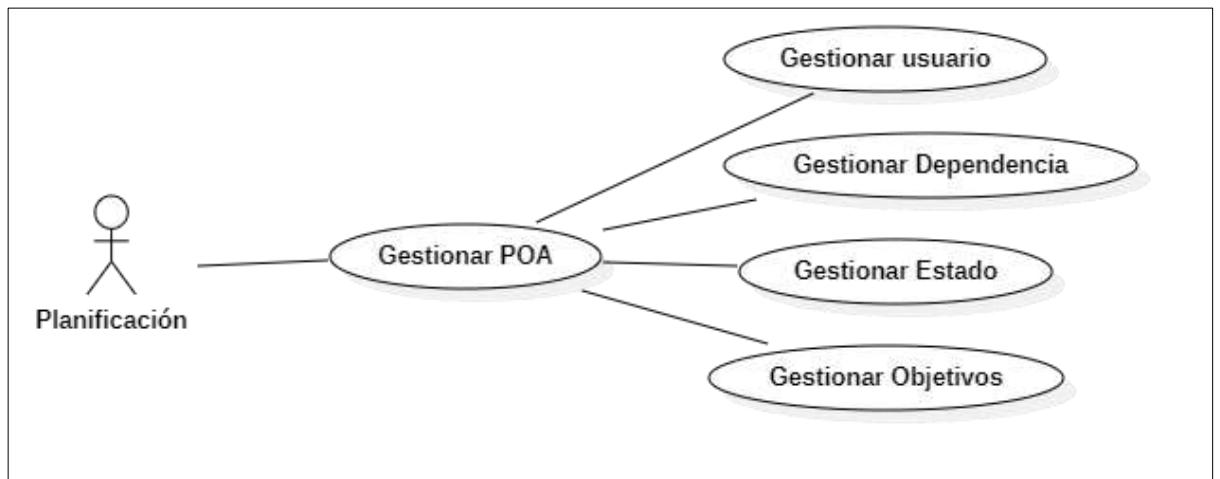 Gestionar usuario
Gestionar Dependencia
Gestionar POA
Gestionar Estado
Planificación
Gestionar Objetivos